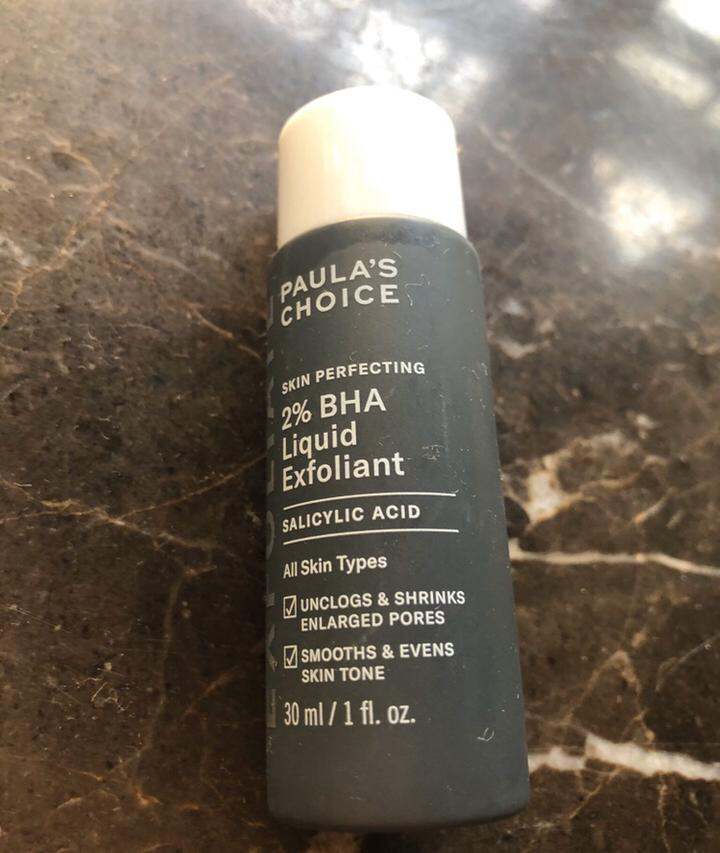 PAULA'S
CHOICE
SKIN PERFECTING
2% BHA
Liquid
Exfoliant
SALICYLIC ACID
All Skin Types
☑ UNCLOGS & SHRINKS
ENLARGED PORES
☑ SMOOTHS & EVENS
SKIN TONE
30 ml / 1 fl. oz.